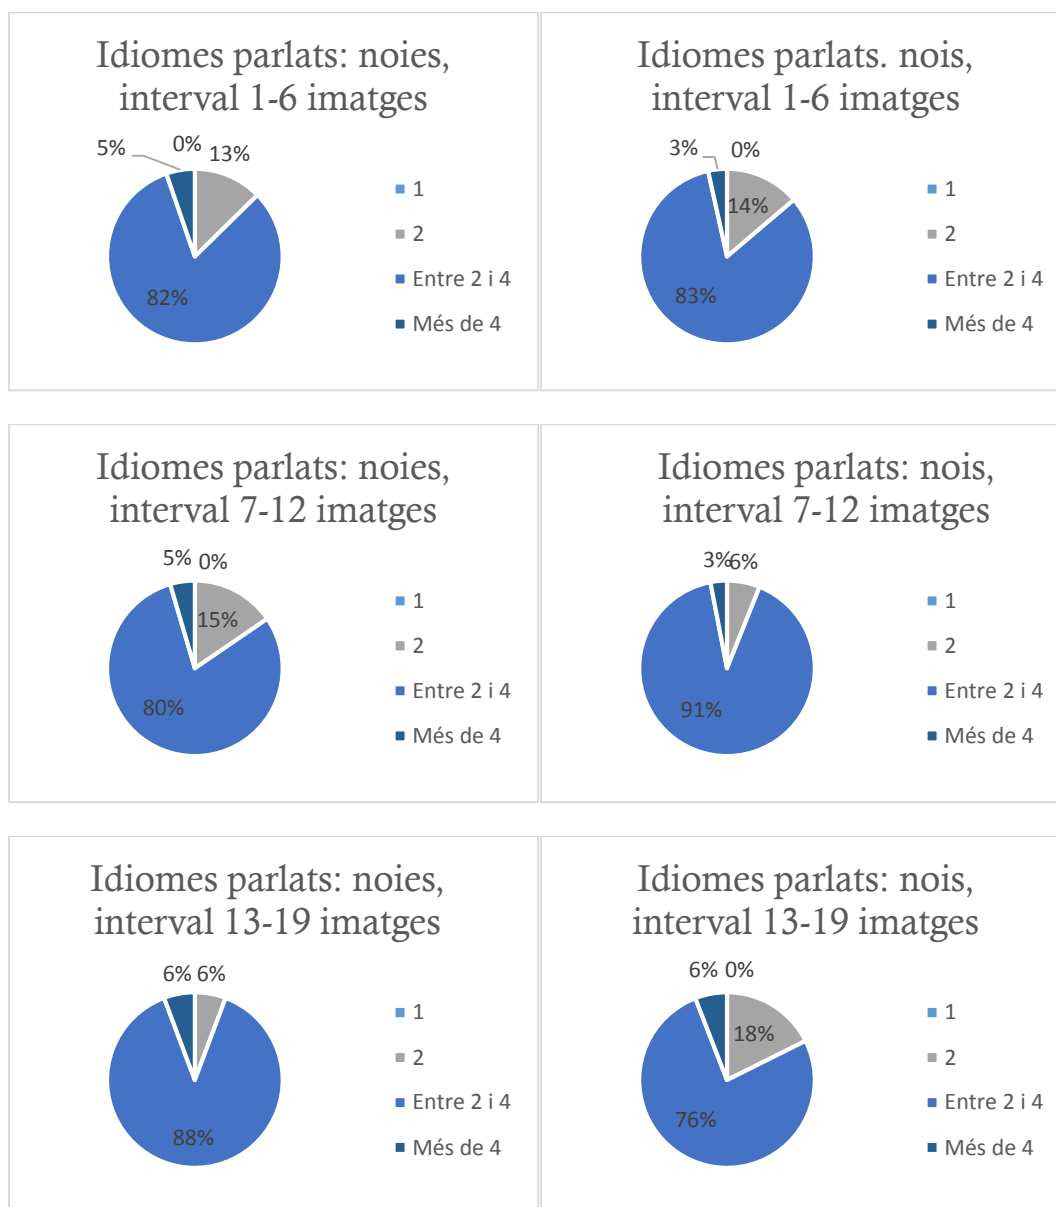 Idiomes parlats: noies,
interval 1-6 imatges
5%
0%
13%
82%
1
2
Entre 2 i 4
Més de 4
Idiomes parlats. nois,
interval 1-6 imatges
3%
0%
14%
83%
1
2
Entre 2 i 4
Més de 4
Idiomes parlats: noies,
interval 7-12 imatges
5%
0%
15%
80%
1
2
Entre 2 i 4
Més de 4
Idiomes parlats: nois,
interval 7-12 imatges
3%
6%
91%
1
2
Entre 2 i 4
Més de 4
Idiomes parlats: noies,
interval 13-19 imatges
6%
6%
88%
1
2
Entre 2 i 4
Més de 4
Idiomes parlats: nois,
interval 13-19 imatges
6%
0%
18%
76%
1
2
Entre 2 i 4
Més de 4